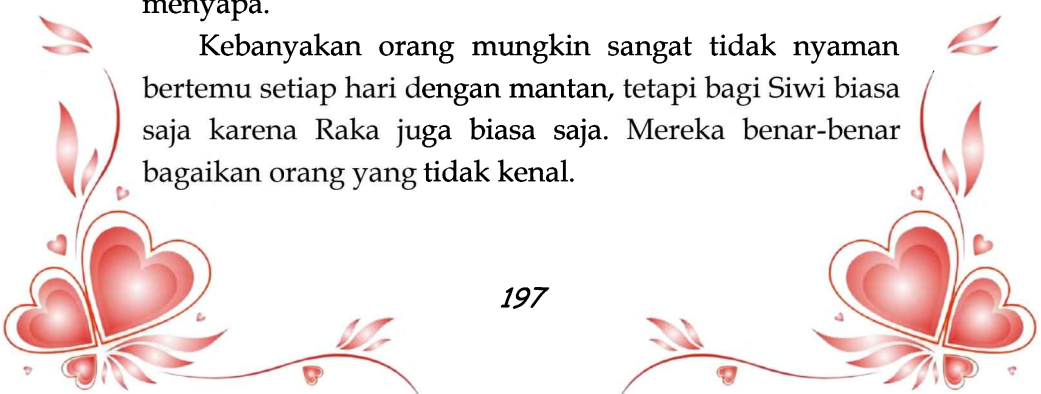 menyapa.
Kebanyakan orang mungkin sangat tidak nyaman
bertemu setiap hari dengan mantan, tetapi bagi Siwi biasa
saja karena Raka juga biasa saja. Mereka benar-benar
bagaikan orang yang tidak kenal.
197